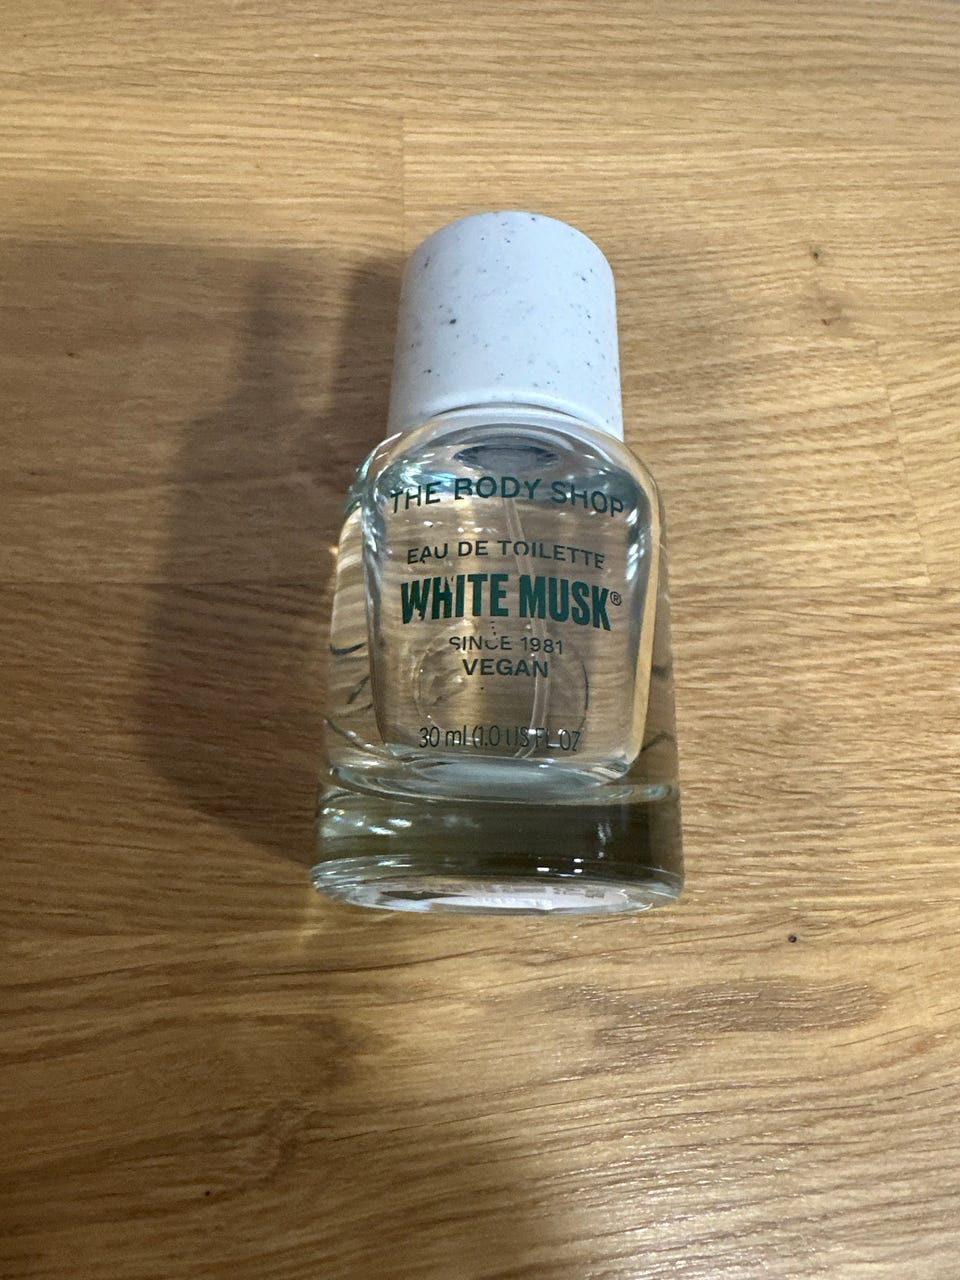 THE BODY SHOP
EAU DE TOILETTE
WHITE MUSK®
SINCE 1981
VEGAN
30 ml (1.0 US FL OZ